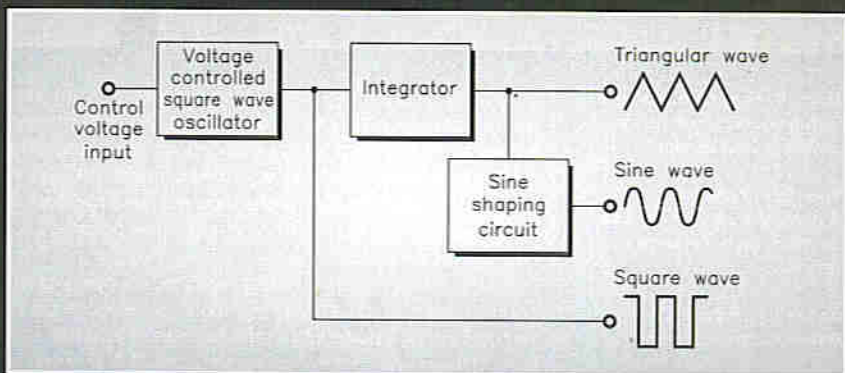 Control
voltage
input
Voltage
controlled
square wave
oscillator
Integrator
Sine
shaping
circuit
Triangular wave
Sine wave
Square wave